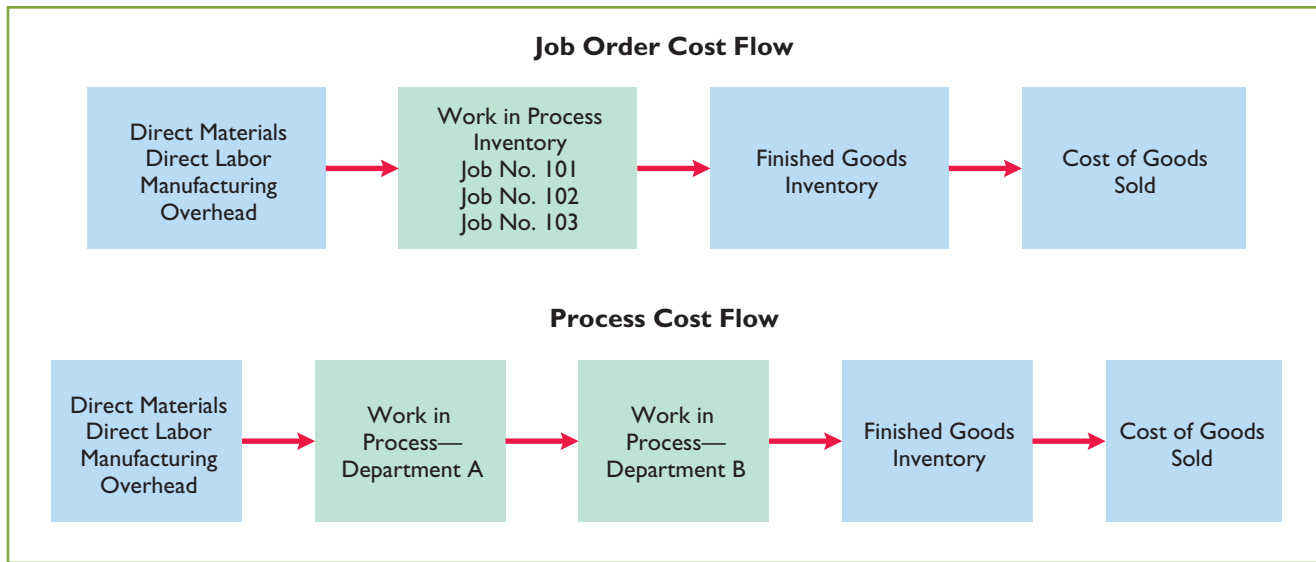 Job Order Cost Flow
Direct Materials
Direct Labor
Manufacturing
Overhead
Work in Process
Inventory
Job No. 101
Job No. 102
Job No. 103
Finished Goods
Inventory
Cost of Goods
Sold
Process Cost Flow
Direct Materials
Direct Labor
Manufacturing
Overhead
Work in
Process—
Department A
Work in
Process—
Department B
Finished Goods
Inventory
Cost of Goods
Sold